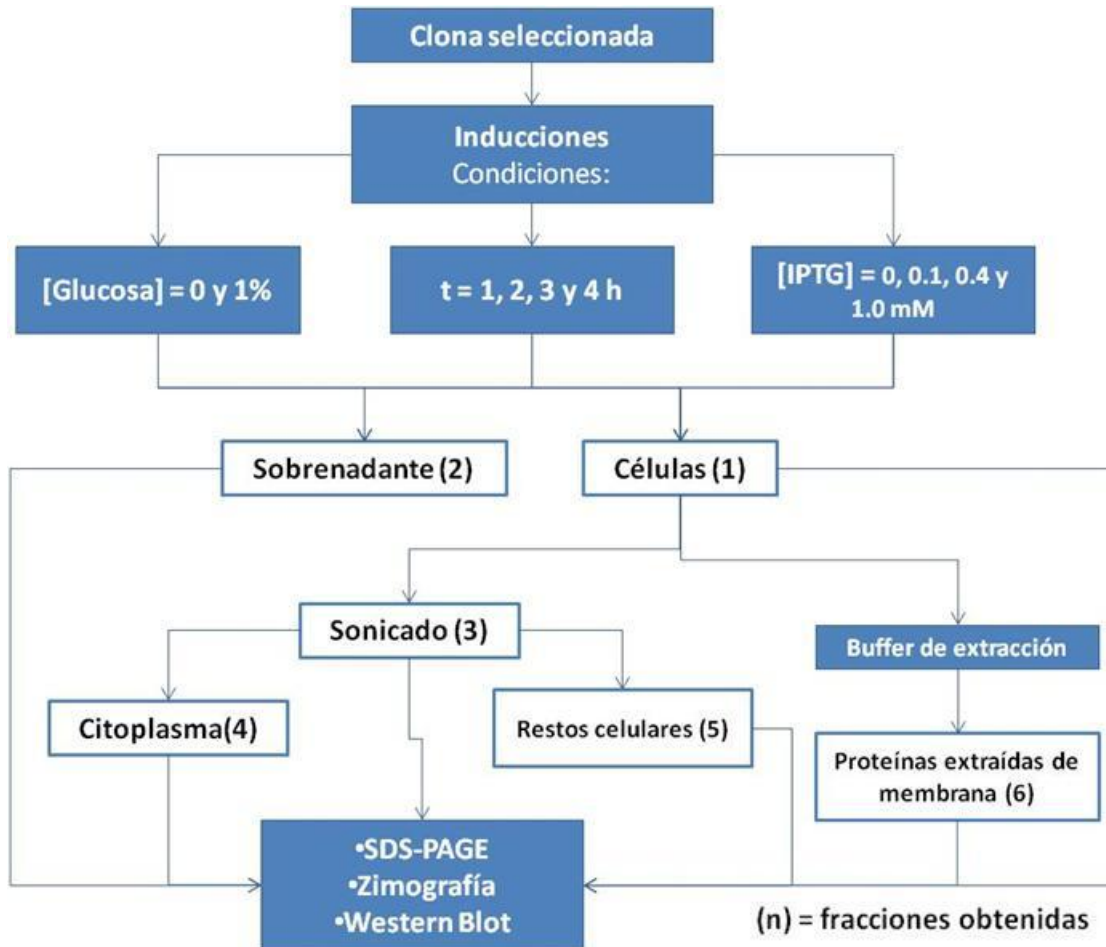 Clona seleccionada
Inducciones
Condiciones:
[Glucosa] = 0 y 1%
t = 1, 2, 3 y 4 h
[IPTG] = 0, 0.1, 0.4 y
1.0 mM
Sobrenadante (2)
Células (1)
Sonicado (3)
Buffer de extracción
Citoplasma(4)
Restos celulares (5)
Proteínas extraídas de
membrana (6)
•SDS-PAGE
•Zimografía
•Western Blot
(n) = fracciones obtenidas